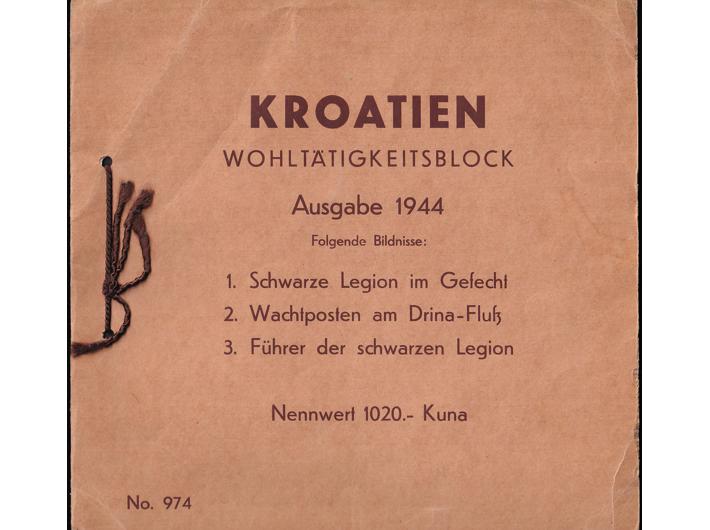 KROATIEN
WOHLTÄTIGKEITSBLOCK
Ausgabe 1944
Folgende Bildnisse:
1. Schwarze Legion im Gefecht
2. Wachtposten am Drina-Fluß
3. Führer der schwarzen Legion
Nennwert 1020.- Kuna
No. 974